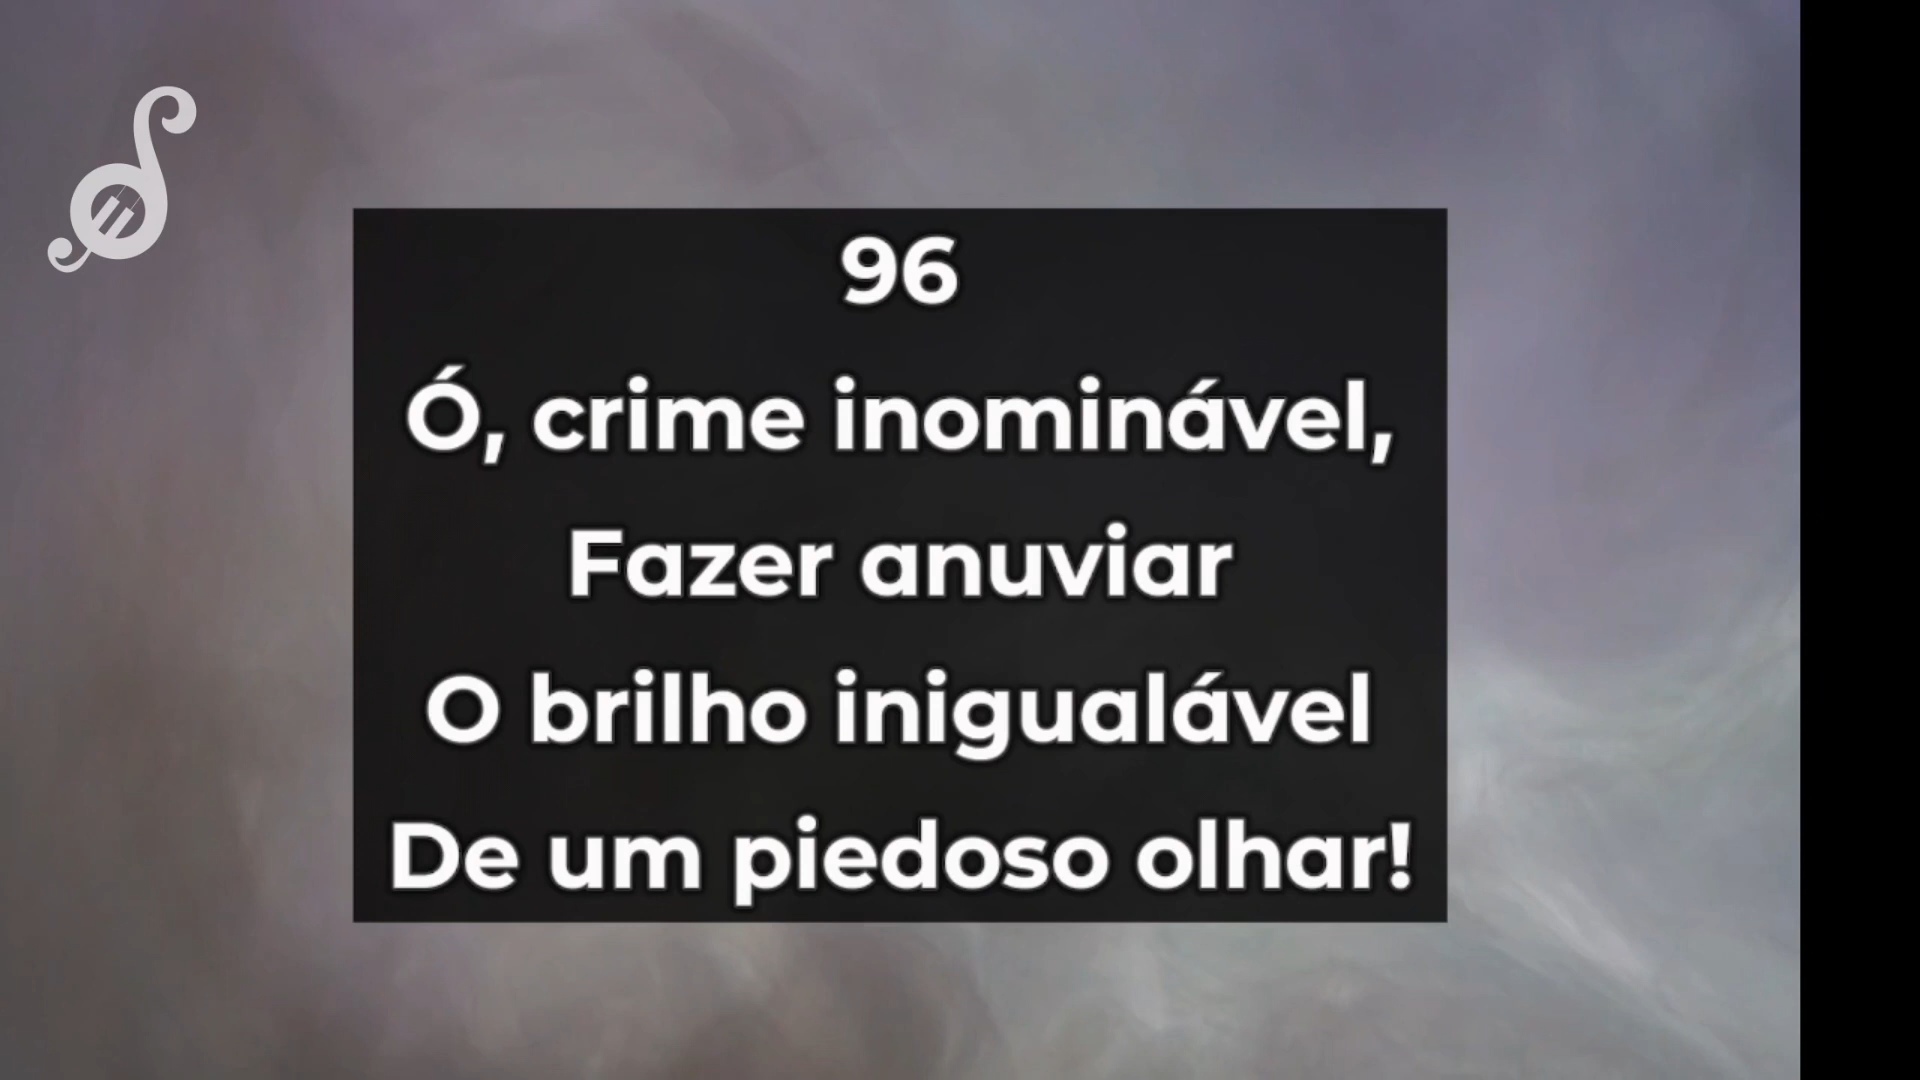 96
Ó, crime inominável,
Fazer anuviar
O brilho inigualável
De um piedoso olhar!